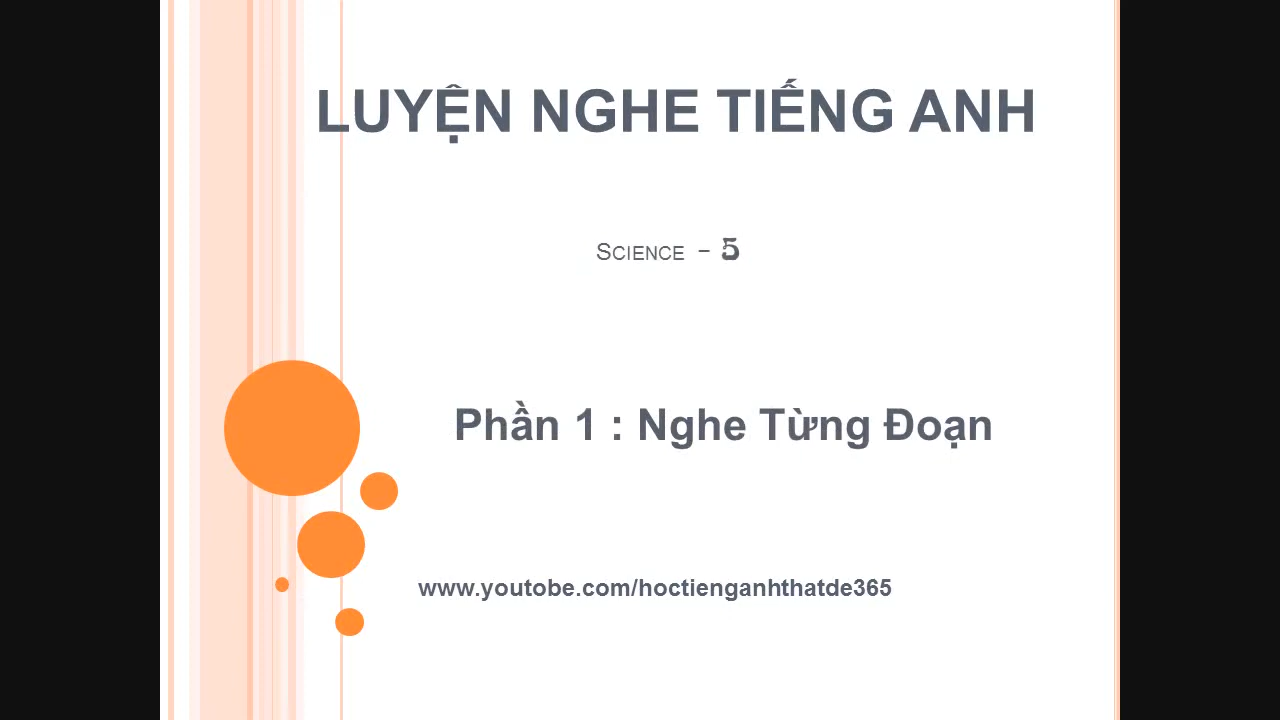 LUYỆN NGHE TIẾNG ANH
SCIENCE – 5
Phần 1 : Nghe Từng Đoạn
www.youtobe.com/hoctienganhthatde365